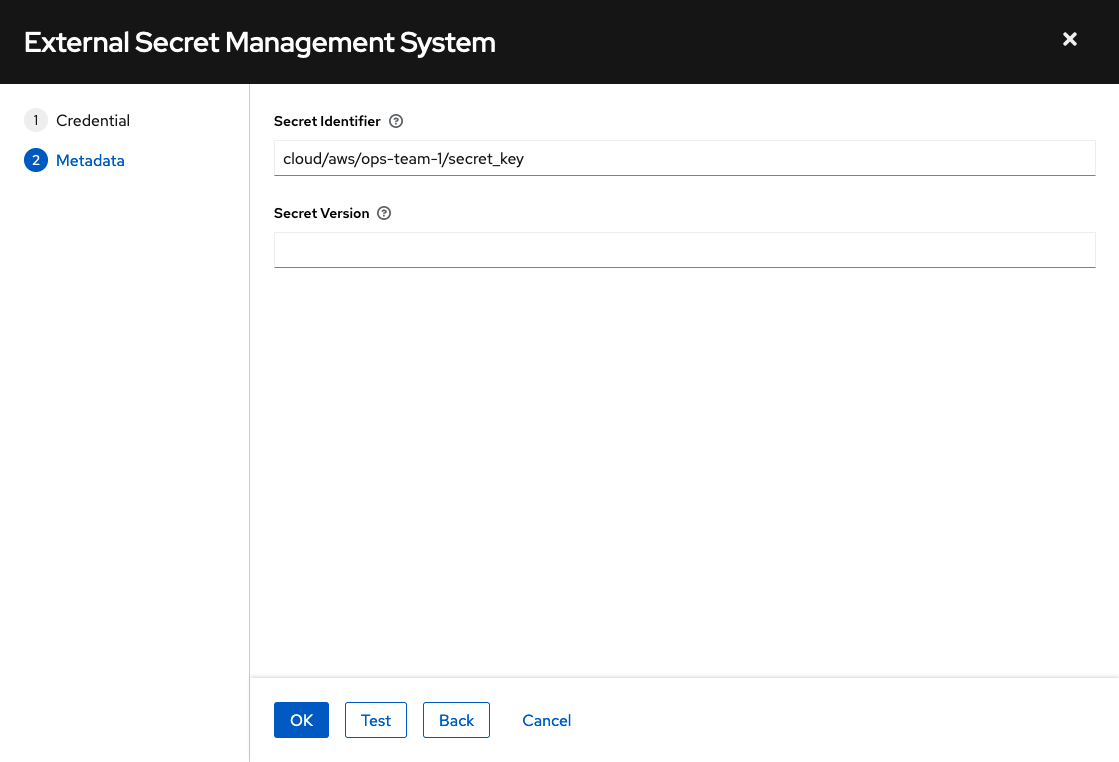 External Secret Management System
1 Credential
2 Metadata
Secret Identifier
cloud/aws/ops-team-1/secret_key
Secret Version
OK Test Back Cancel